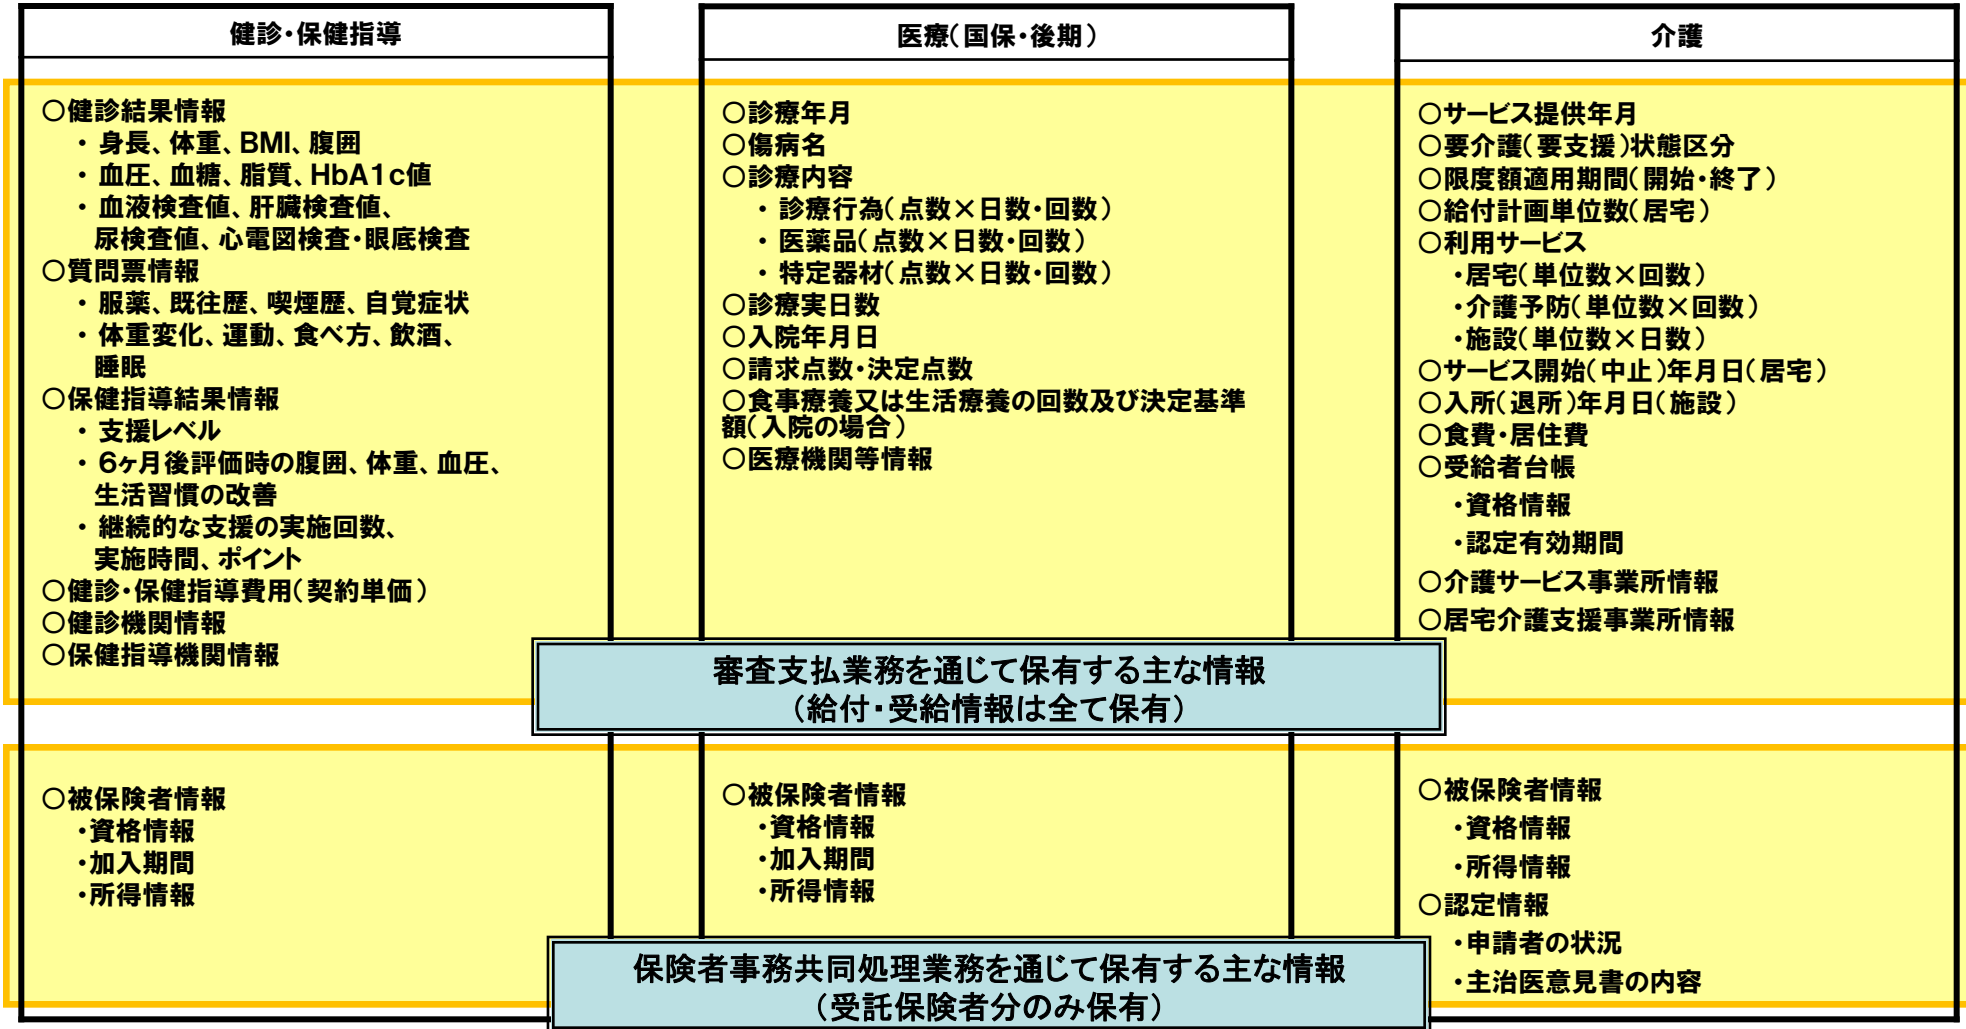 健診・保健指導
○健診結果情報
・ 身長、体重、BMI、腹囲
・ 血圧、血糖、脂質、HbA1c値
・ 血液検査値、肝臓検査値、
尿検査値、心電図検査・眼底検査
○質問票情報
・ 服薬、既往歴、喫煙歴、自覚症状
・ 体重変化、運動、食べ方、飲酒、
睡眠
○保健指導結果情報
・ 支援レベル
・ 6ヶ月後評価時の腹囲、体重、血圧、
生活習慣の改善
・ 継続的な支援の実施回数、
実施時間、ポイント
○健診・保健指導費用(契約単価)
○健診機関情報
○保健指導機関情報
医療(国保・後期)
○診療年月
○傷病名
○診療内容
・ 診療行為(点数×日数・回数)
・ 医薬品(点数×日数・回数)
・ 特定器材(点数×日数・回数)
○診療実日数
○入院年月日
○請求点数・決定点数
○食事療養又は生活療養の回数及び決定基準
額(入院の場合)
○医療機関等情報
介護
○サービス提供年月
○要介護(要支援)状態区分
○限度額適用期間(開始・終了)
○給付計画単位数(居宅)
○利用サービス
・居宅(単位数×回数)
・介護予防(単位数×回数)
・施設(単位数×日数)
○サービス開始(中止)年月日(居宅)
○入所(退所)年月日(施設)
○食費・居住費
○受給者台帳
・資格情報
・認定有効期間
○介護サービス事業所情報
○居宅介護支援事業所情報
審査支払業務を通じて保有する主な情報
(給付・受給情報は全て保有)
○被保険者情報
・資格情報
・加入期間
・所得情報
○被保険者情報
・資格情報
・加入期間
・所得情報
○被保険者情報
・資格情報
・所得情報
○認定情報
・申請者の状況
・主治医意見書の内容
保険者事務共同処理業務を通じて保有する主な情報
(受託保険者分のみ保有)